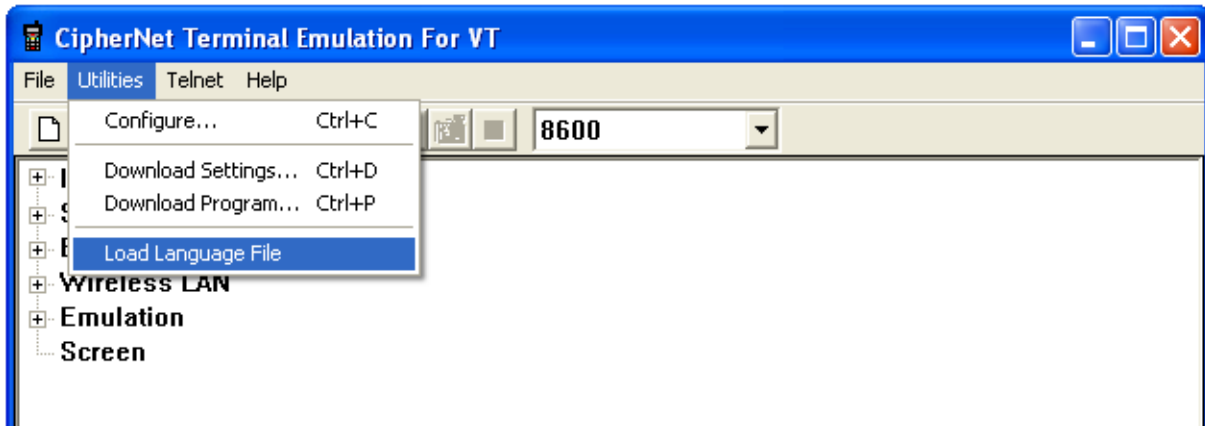 CipherNet Terminal Emulation For VT
File Utilities Telnet Help
8600
Configure... Ctrl+C
Download Settings... Ctrl+D
Download Program... Ctrl+P
Load Language File
Wireless LAN
Emulation
Screen